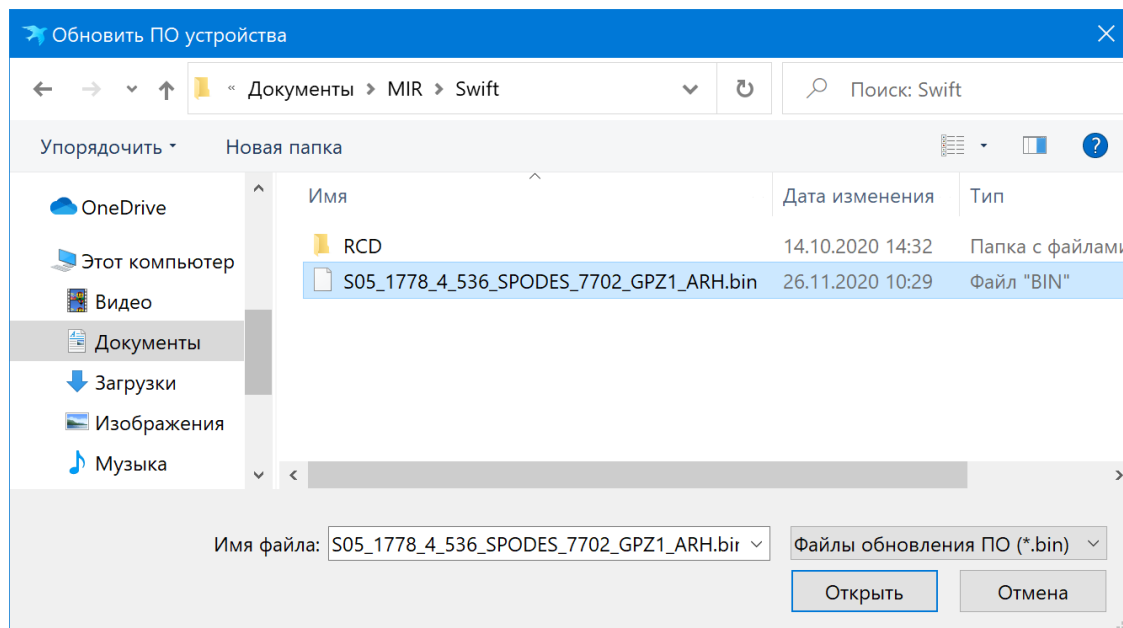 Обновить ПО устройства
« Документы > MIR > Swift
Поиск: Swift
Упорядочить
Новая папка
?
OneDrive
Этот компьютер
Видео
Документы
Загрузки
Изображения
Музыка
Имя Дата изменения Тип
RCD 14.10.2020 14:32 Папка с файлами
S05_1778_4_536_SPODES_7702_GPZ1_ARH.bin 26.11.2020 10:29 Файл "BIN"
Имя файла: S05_1778_4_536_SPODES_7702_GPZ1_ARH.bin Файлы обновления ПО (*.bin)
Открыть Отмена